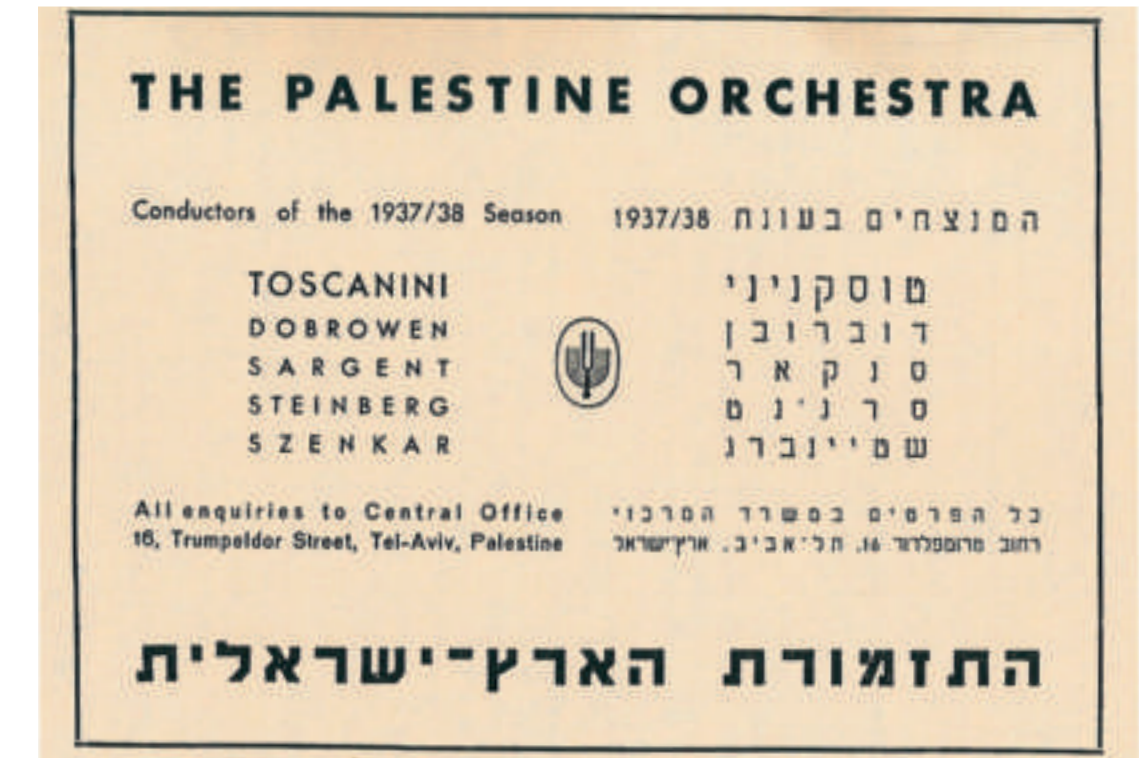 THE PALESTINE ORCHESTRA
Conductors of the 1937/38 Season
TOSCANINI
DOBROWEN
SARGENT
STEINBERG
SZENKAR
All enquiries to Central Office
16, Trumpeldor Street, Tel-Aviv, Palestine
המנצחים בעונת 1937/38
טוסקניני
דוברובן
סנקאר
סרג'נט
שטיינברג
כל הפרטים במשרד המרכזי
רחוב טרומפלדור 16, תל־אביב, ארץ־ישראל
התזמורת הארץ־ישראלית